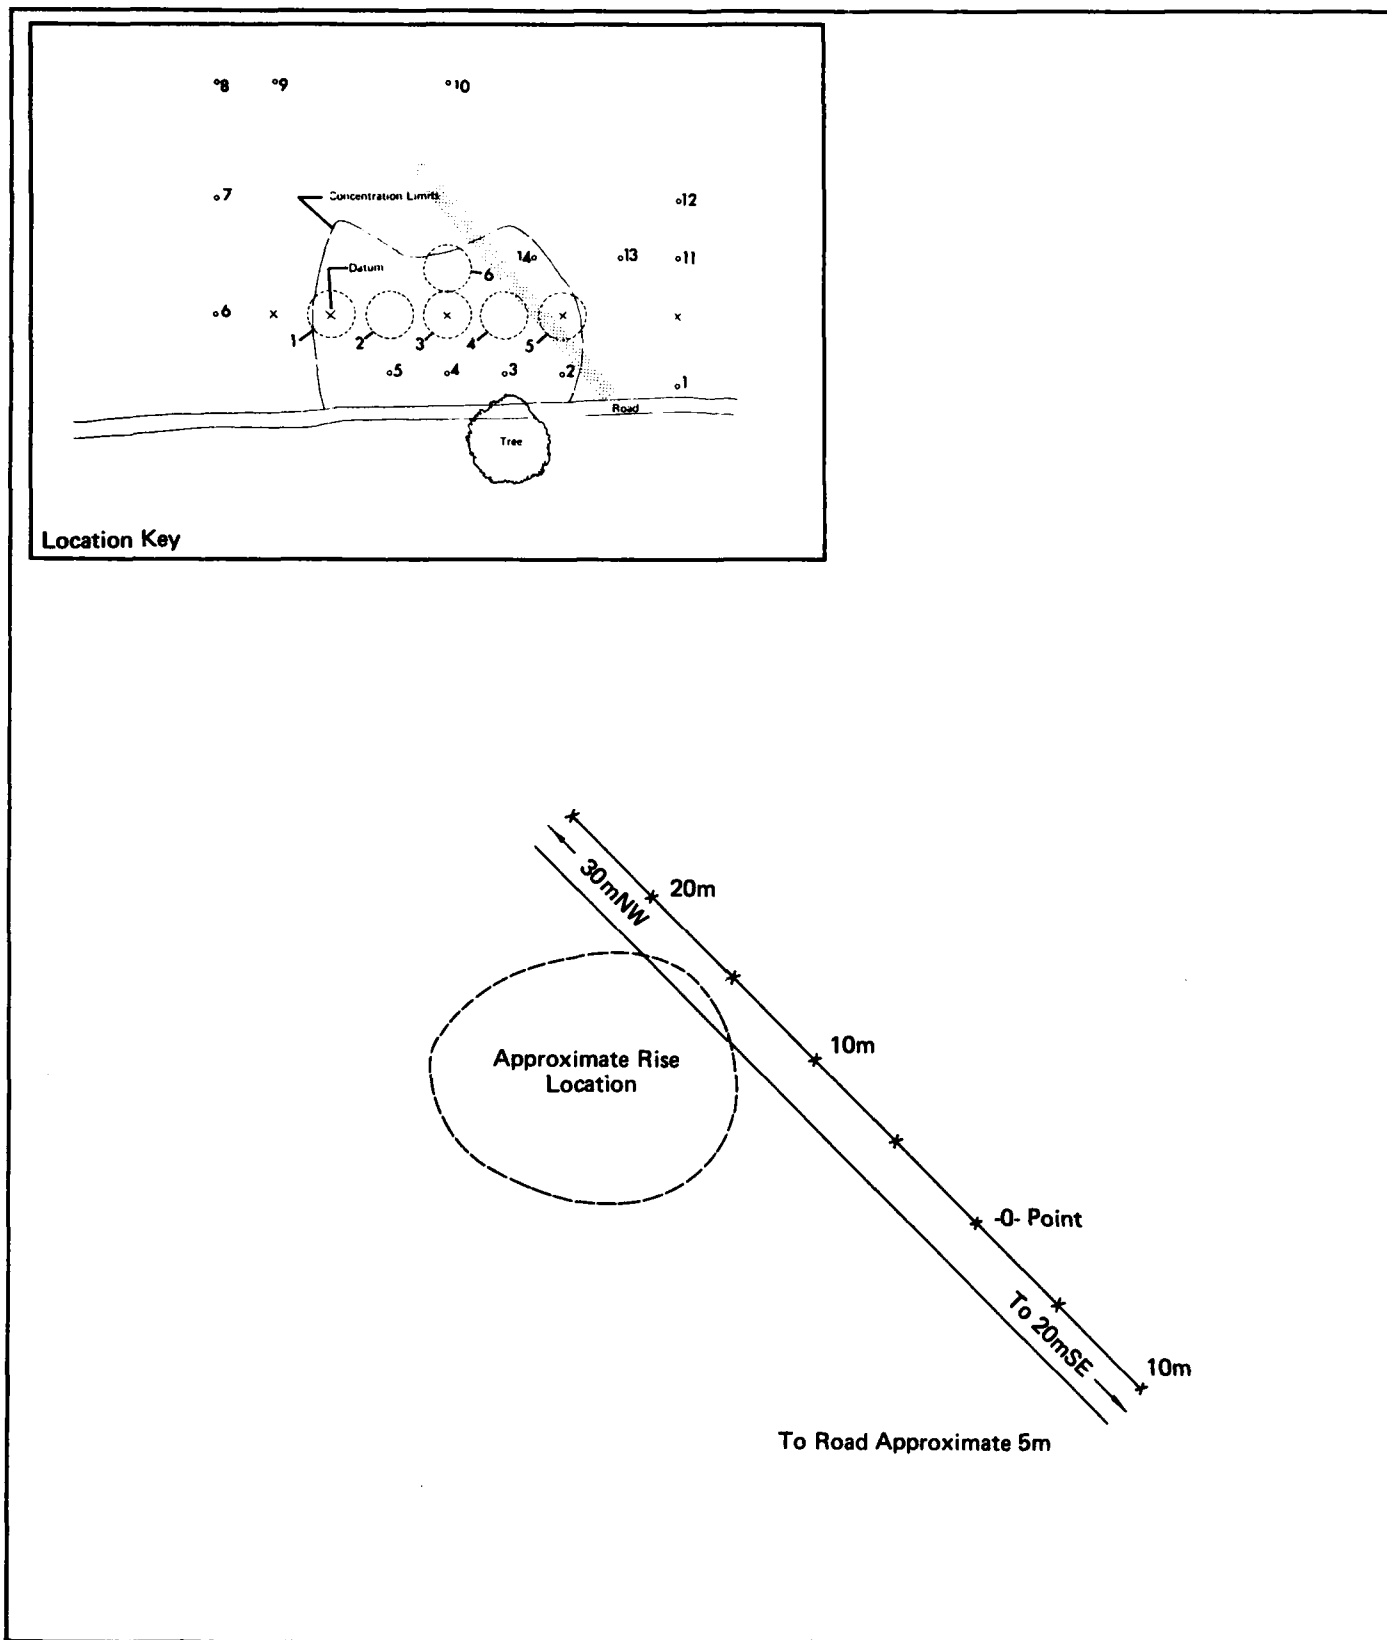 8
9
10
7
Concentration Limits
12
14
13
11
Datum
6
6
1
2
3
4
5
5
4
3
2
1
Road
Tree
Location Key
30mNW
20m
10m
Approximate Rise
Location
-0- Point
To 20mSE
10m
To Road Approximate 5m